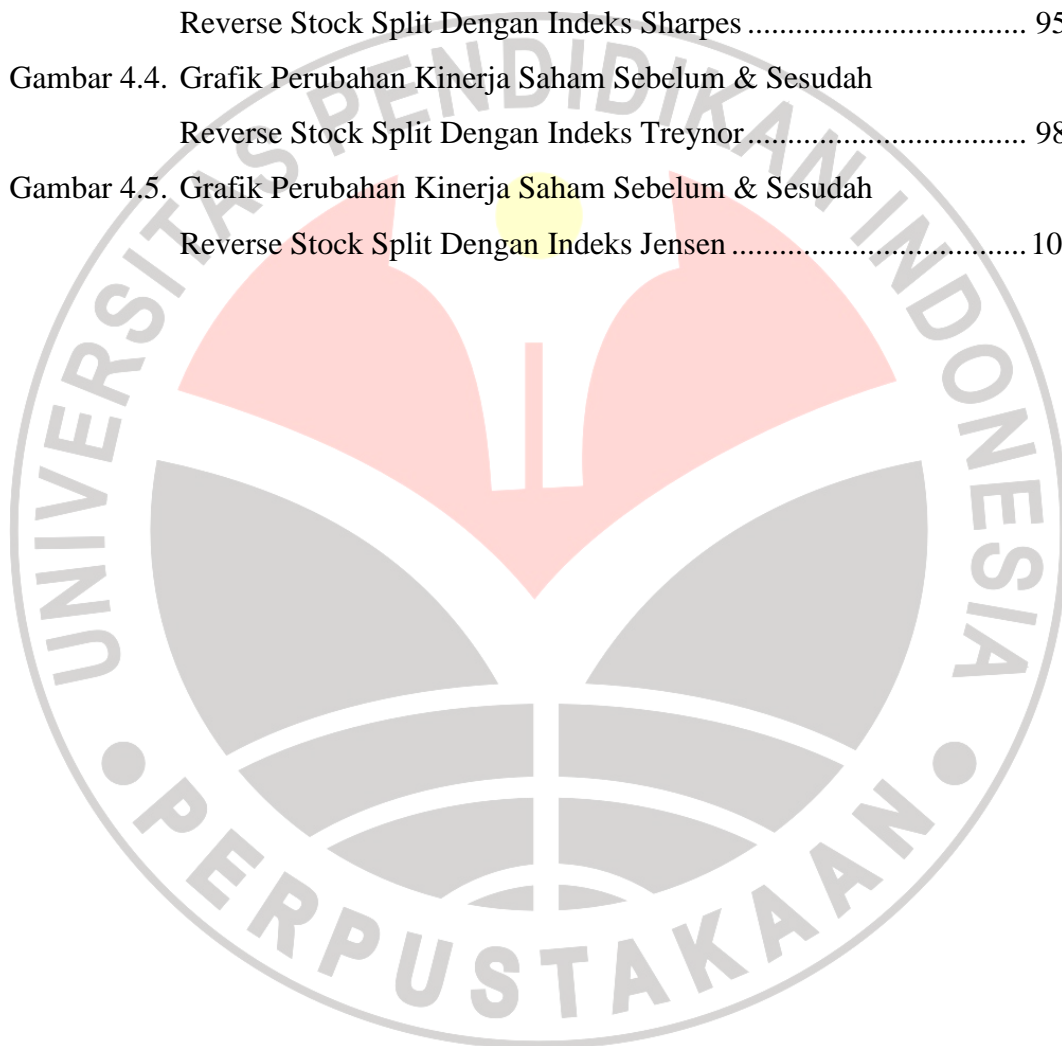 Reverse Stock Split Dengan Indeks Sharpes ................................ 95
Gambar 4.4. Grafik Perubahan Kinerja Saham Sebelum & Sesudah
Reverse Stock Split Dengan Indeks Treynor ................................ 98
Gambar 4.5. Grafik Perubahan Kinerja Saham Sebelum & Sesudah
Reverse Stock Split Dengan Indeks Jensen ..................................
UNIVERSITAS PENDIDIKAN INDONESIA
PERPUSTAKAAN